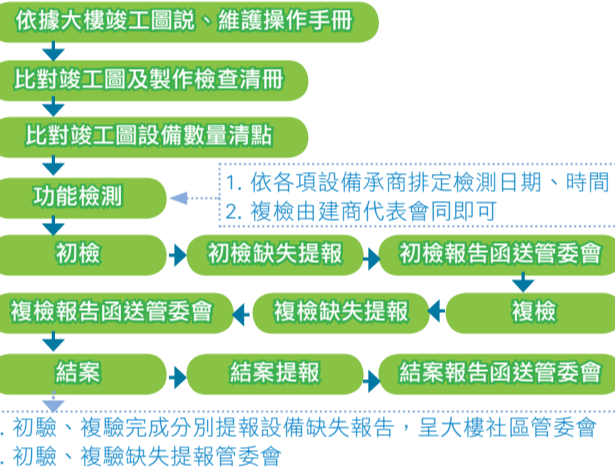 依據大樓竣工圖説、維護操作手冊
比對竣工圖及製作檢查清冊
比對竣工圖設備數量清點
功能檢測
1. 依各項設備承商排定檢測日期、時間
2. 複檢由建商代表會同即可
初檢
初檢缺失提報
初檢報告函送管委會
複檢
複檢缺失提報
複檢報告函送管委會
結案
結案提報
結案報告函送管委會
. 初驗、複驗完成分別提報設備缺失報告，呈大樓社區管委會
. 初驗、複驗缺失提報管委會